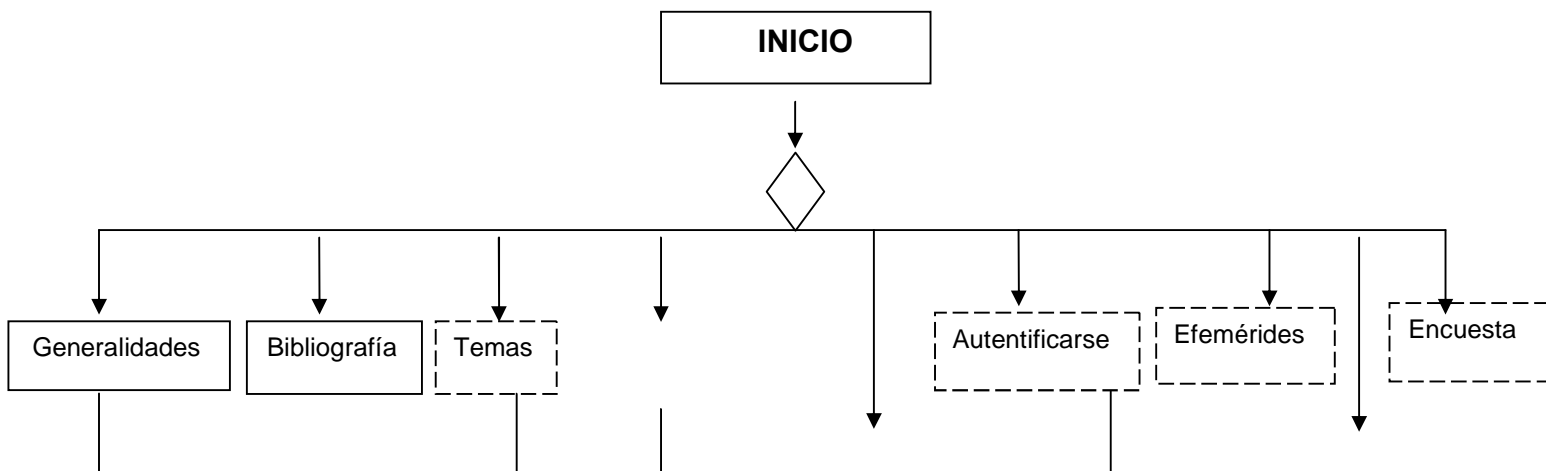 INICIO
Generalidades
Bibliografía
Temas
Autentificarse
Efemérides
Encuesta